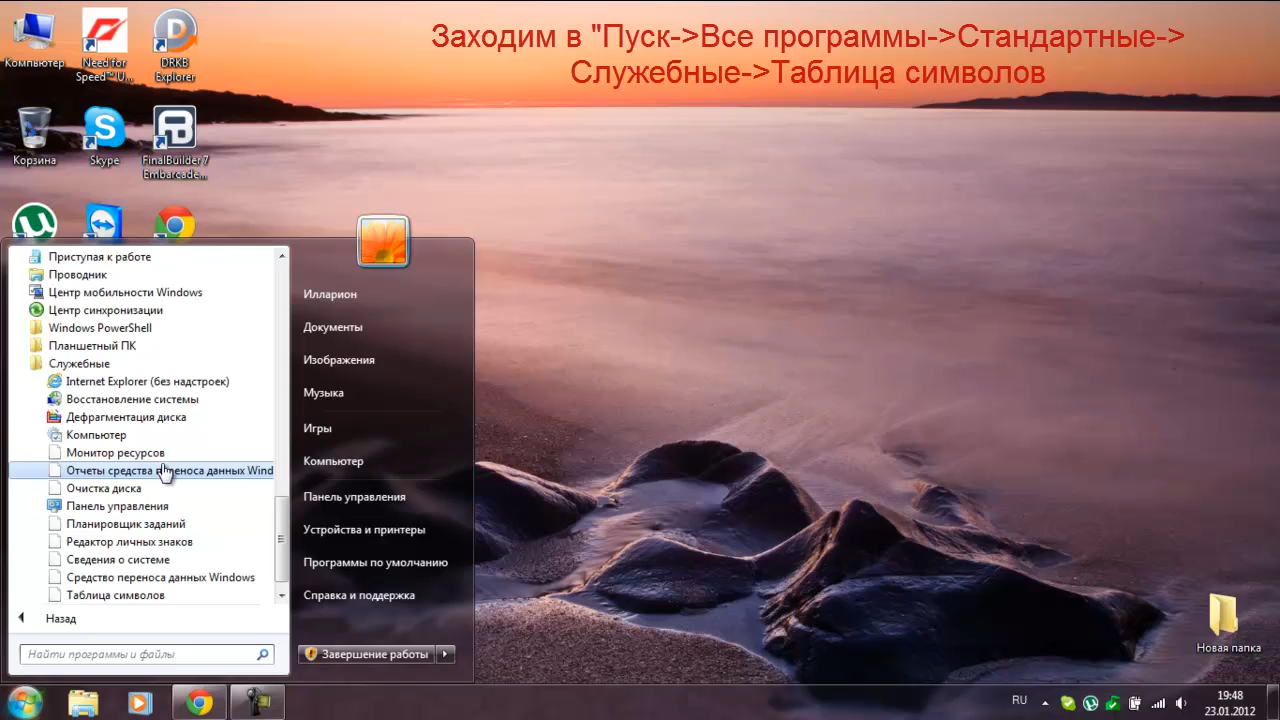 Заходим в "Пуск->Все программы->Стандартные->
Служебные->Таблица символов
Компьютер
Need for
Speed™ U...
DRKB
Explorer
Корзина
Skype
FinalBuilder7
Embarcade...
Приступая к работе
Проводник
Центр мобильности Windows
Центр синхронизации
Windows PowerShell
Планшетный ПК
Служебные
Internet Explorer (без надстроек)
Восстановление системы
Дефрагментация диска
Компьютер
Монитор ресурсов
Отчеты средства переноса данных Wind
Очистка диска
Панель управления
Планировщик заданий
Редактор личных знаков
Сведения о системе
Средство переноса данных Windows
Таблица символов
Назад
Найти программы и файлы
Илларион
Документы
Изображения
Музыка
Игры
Компьютер
Панель управления
Устройства и принтеры
Программы по умолчанию
Справка и поддержка
Завершение работы
Новая папка
RU
19:48
23.01.2012